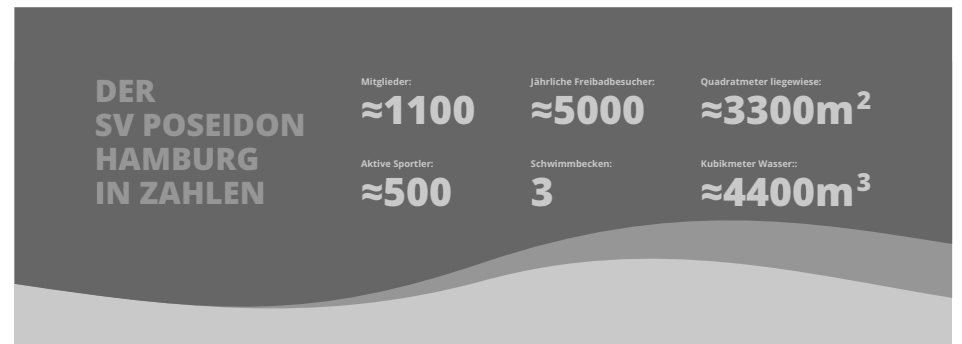 DER
SV POSEIDON
HAMBURG
IN ZAHLEN
Mitglieder:
≈1100
Jährliche Freibadbesucher:
≈5000
Quadratmeter liegewiese:
≈3300m²
Aktive Sportler:
≈500
Schwimmbecken:
3
Kubikmeter Wasser::
≈4400m³